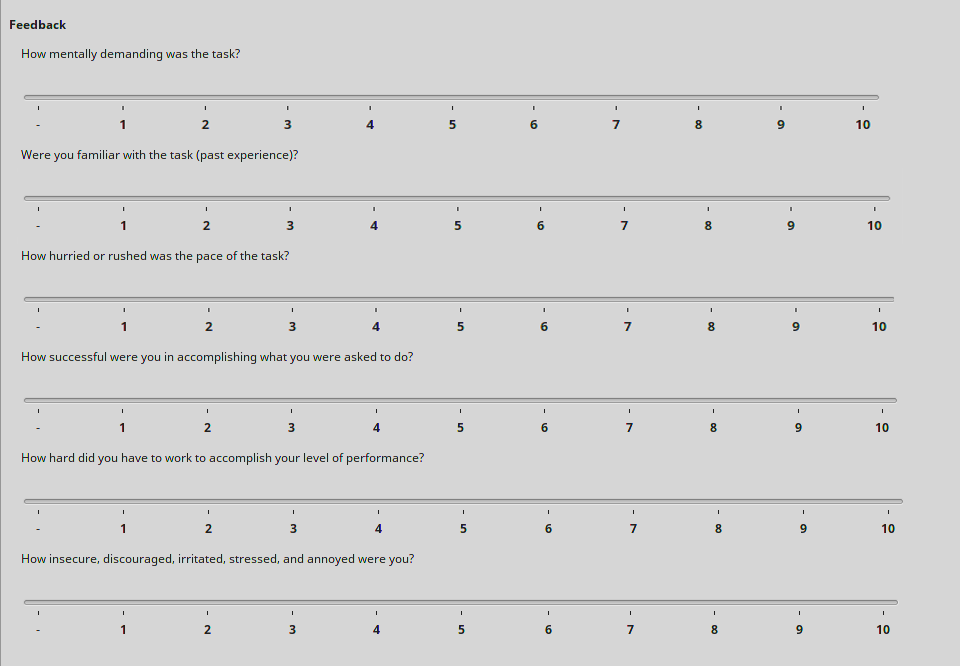 Feedback
How mentally demanding was the task?
- 1 2 3 4 5 6 7 8 9 10
Were you familiar with the task (past experience)?
- 1 2 3 4 5 6 7 8 9 10
How hurried or rushed was the pace of the task?
- 1 2 3 4 5 6 7 8 9 10
How successful were you in accomplishing what you were asked to do?
- 1 2 3 4 5 6 7 8 9 10
How hard did you have to work to accomplish your level of performance?
- 1 2 3 4 5 6 7 8 9 10
How insecure, discouraged, irritated, stressed, and annoyed were you?
- 1 2 3 4 5 6 7 8 9 10